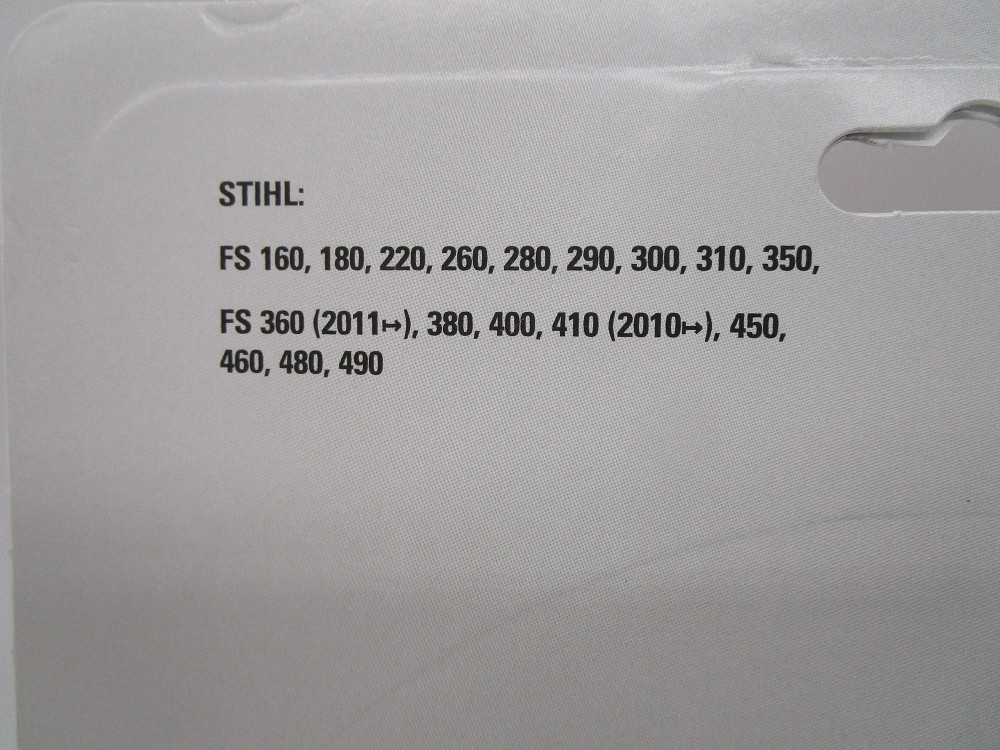 STIHL:
FS 160, 180, 220, 260, 280, 290, 300, 310, 350,
FS 360 (2011↦), 380, 400, 410 (2010↦), 450,
460, 480, 490